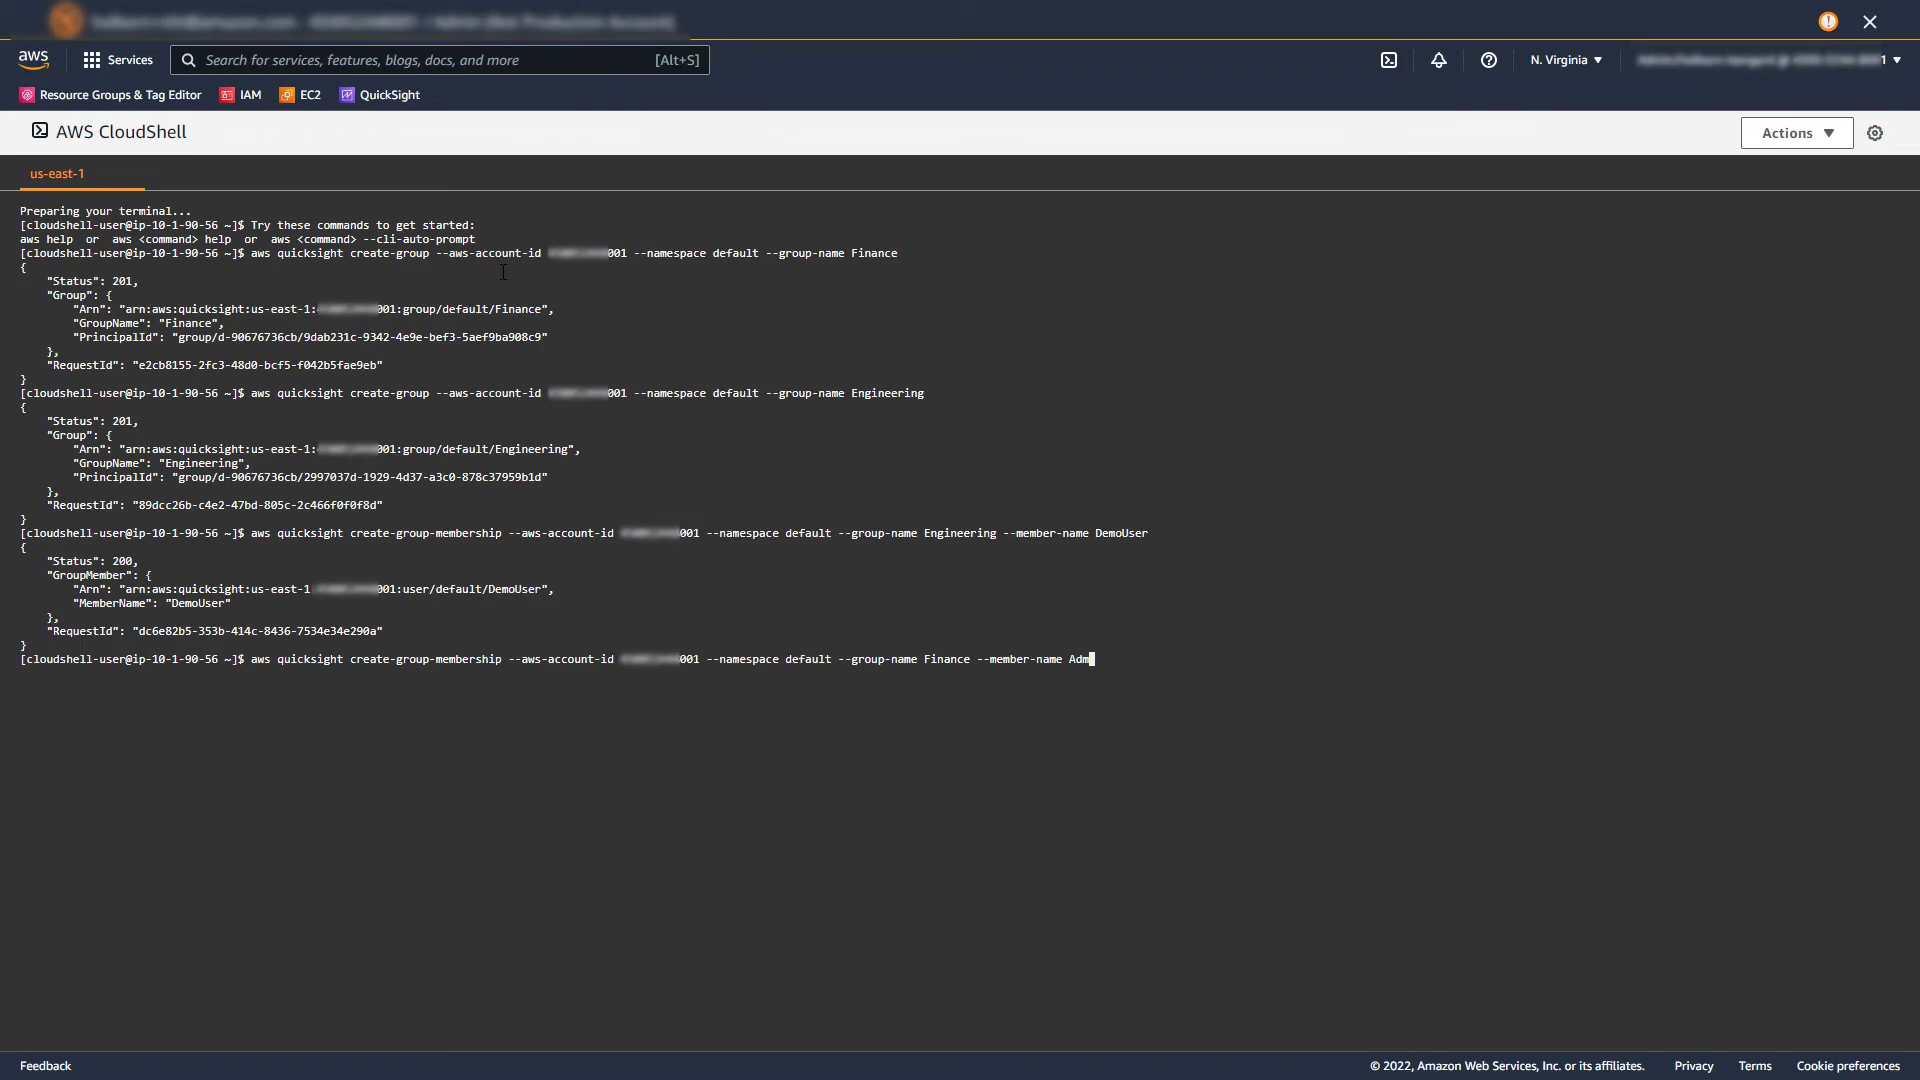 aws Services Search for services, features, blogs, docs, and more [Alt+S] N. Virginia
Resource Groups & Tag Editor IAM EC2 QuickSight
AWS CloudShell Actions
us-east-1
Preparing your terminal...
[cloudshell-user@ip-10-1-90-56 ~]$ Try these commands to get started:
aws help  or  aws <command> help  or  aws <command> --cli-auto-prompt
[cloudshell-user@ip-10-1-90-56 ~]$ aws quicksight create-group --aws-account-id 001 --namespace default --group-name Finance
{
    "Status": 201,
    "Group": {
        "Arn": "arn:aws:quicksight:us-east-1:001:group/default/Finance",
        "GroupName": "Finance",
        "PrincipalId": "group/d-90676736cb/9dab231c-9342-4e9e-bef3-5aef9ba908c9"
    },
    "RequestId": "e2cb8155-2fc3-48d0-bcf5-f042b5fae9eb"
}
[cloudshell-user@ip-10-1-90-56 ~]$ aws quicksight create-group --aws-account-id 001 --namespace default --group-name Engineering
{
    "Status": 201,
    "Group": {
        "Arn": "arn:aws:quicksight:us-east-1:001:group/default/Engineering",
        "GroupName": "Engineering",
        "PrincipalId": "group/d-90676736cb/2997037d-1929-4d37-a3c0-878c37959b1d"
    },
    "RequestId": "89dcc26b-c4e2-47bd-805c-2c466f0f0f8d"
}
[cloudshell-user@ip-10-1-90-56 ~]$ aws quicksight create-group-membership --aws-account-id 001 --namespace default --group-name Engineering --member-name DemoUser
{
    "Status": 200,
    "GroupMember": {
        "Arn": "arn:aws:quicksight:us-east-1 001:user/default/DemoUser",
        "MemberName": "DemoUser"
    },
    "RequestId": "dc6e82b5-353b-414c-8436-7534e34e290a"
}
[cloudshell-user@ip-10-1-90-56 ~]$ aws quicksight create-group-membership --aws-account-id 001 --namespace default --group-name Finance --member-name Adm
Feedback © 2022, Amazon Web Services, Inc. or its affiliates. Privacy Terms Cookie preferences